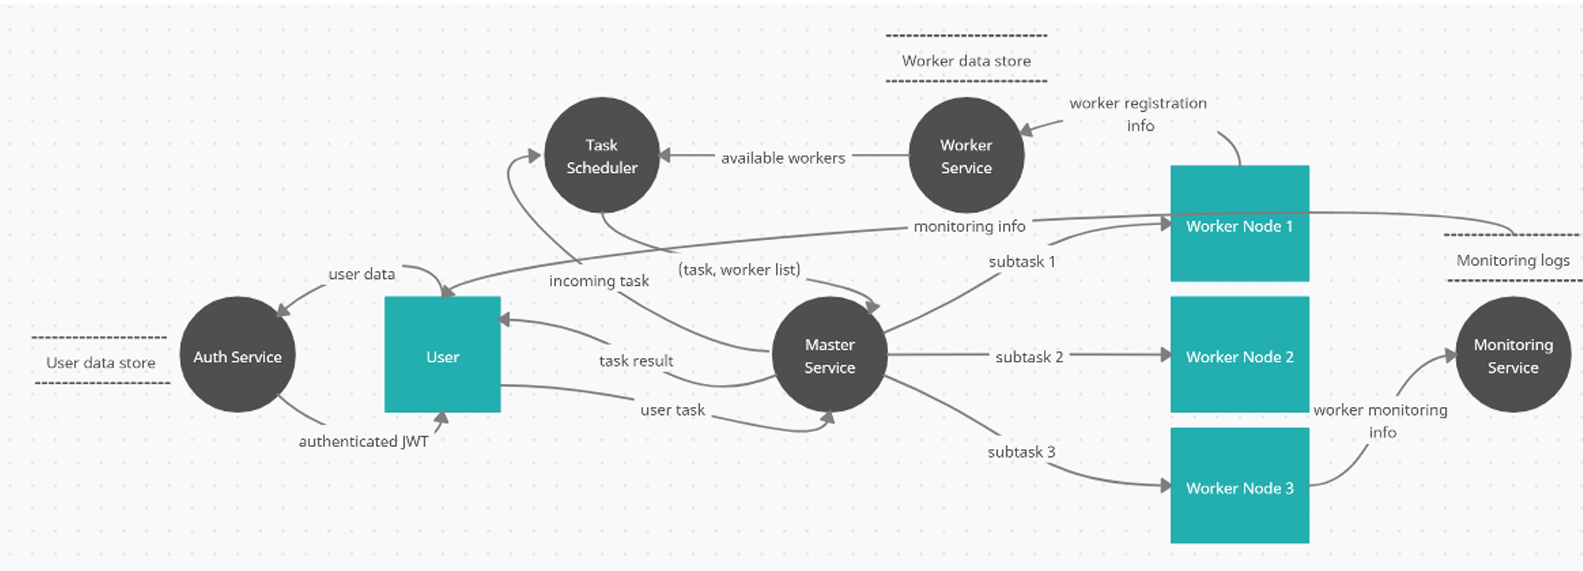 Worker data store
worker registration
info
Task
Scheduler
available workers
Worker
Service
monitoring info
Worker Node 1
subtask 1
Monitoring logs
user data
incoming task
(task, worker list)
Auth Service
User data store
User
task result
Master
Service
subtask 2
Worker Node 2
Monitoring
Service
user task
worker monitoring
info
authenticated JWT
subtask 3
Worker Node 3